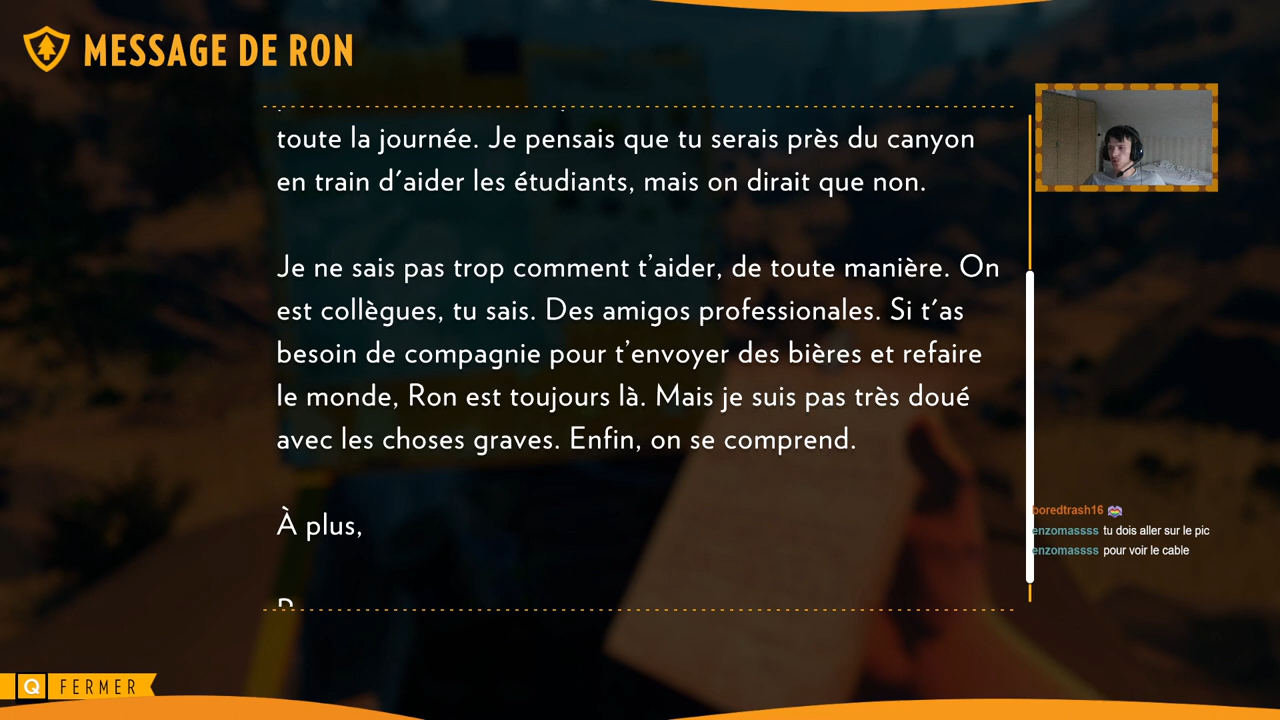 MESSAGE DE RON
toute la journée. Je pensais que tu serais près du canyon
en train d'aider les étudiants, mais on dirait que non.
Je ne sais pas trop comment t'aider, de toute manière. On
est collègues, tu sais. Des amigos professionales. Si t'as
besoin de compagnie pour t'envoyer des bières et refaire
le monde, Ron est toujours là. Mais je suis pas très doué
avec les choses graves. Enfin, on se comprend.
À plus,
boredtrash16
enzomassss tu dois aller sur le pic
enzomassss pour voir le cable
Q FERMER